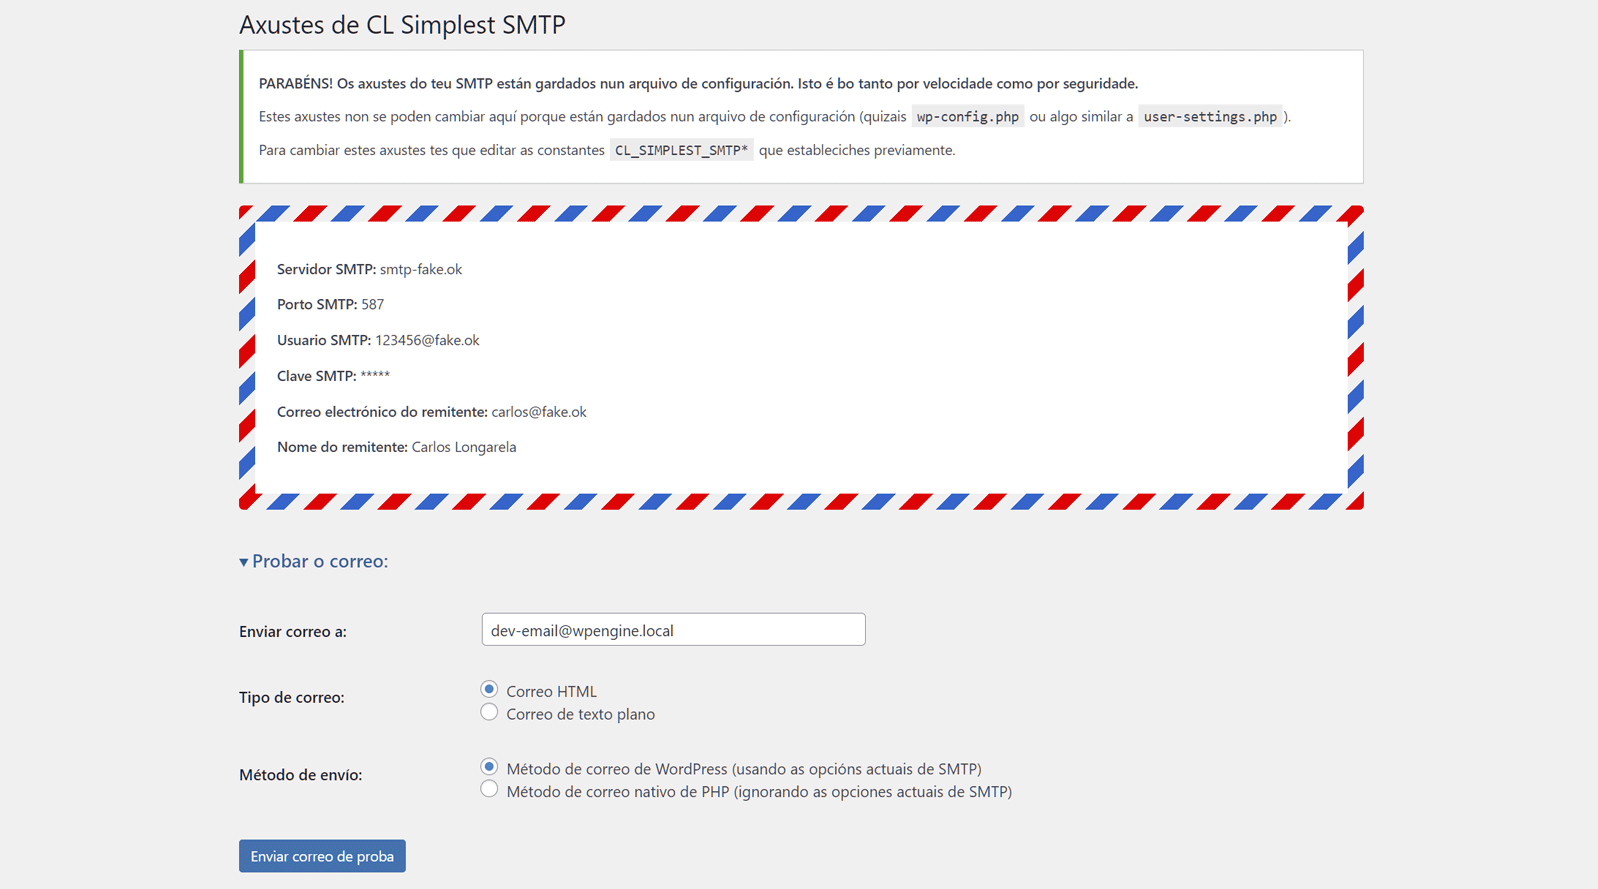 Axustes de CL Simplest SMTP
PARABÉNS! Os axustes do teu SMTP están gardados nun arquivo de configuración. Isto é bo tanto por velocidade como por seguridade.
Estes axustes non se poden cambiar aquí porque están gardados nun arquivo de configuración (quizais wp-config.php ou algo similar a user-settings.php ).
Para cambiar estes axustes tes que editar as constantes CL_SIMPLEST_SMTP* que estableciches previamente.
Servidor SMTP: smtp-fake.ok
Porto SMTP: 587
Usuario SMTP: 123456@fake.ok
Clave SMTP: *****
Correo electrónico do remitente: carlos@fake.ok
Nome do remitente: Carlos Longarela
▾ Probar o correo:
Enviar correo a: dev-email@wpengine.local
Tipo de correo: Correo HTML
Correo de texto plano
Método de envío: Método de correo de WordPress (usando as opcións actuais de SMTP)
Método de correo nativo de PHP (ignorando as opciones actuais de SMTP)
Enviar correo de proba